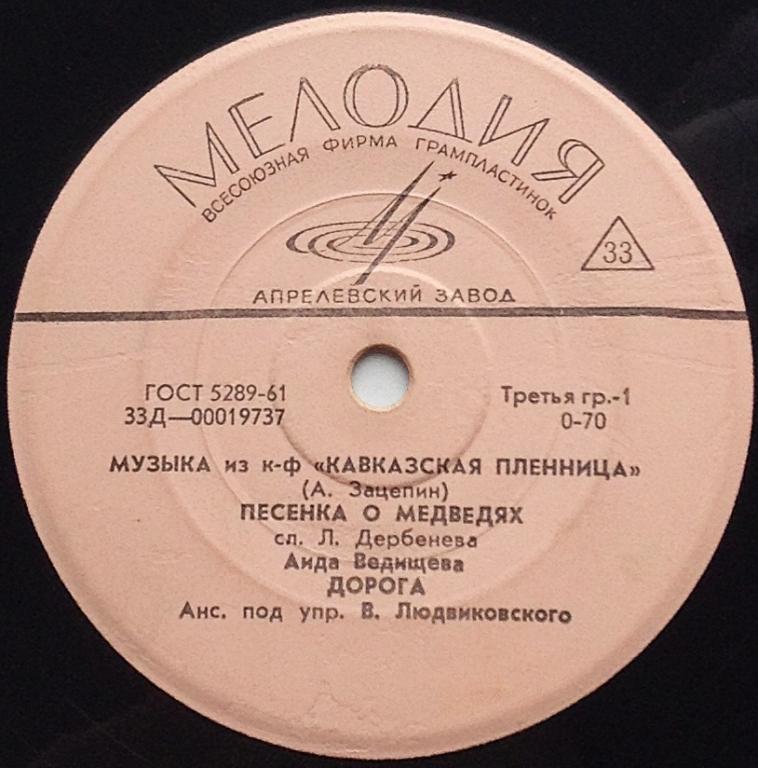 МЕЛОДИЯ
ВСЕСОЮЗНАЯ ФИРМА ГРАМПЛАСТИНОК
33
АПРЕЛЕВСКИЙ ЗАВОД
ГОСТ 5289-61
Третья гр.-1
33Д—00019737
0-70
МУЗЫКА из к-ф «КАВКАЗСКАЯ ПЛЕННИЦА»
(А. Зацепин)
ПЕСЕНКА О МЕДВЕДЯХ
сл. Л. Дербенева
Аида Ведищева
ДОРОГА
Анс. под упр. В. Людвиковского